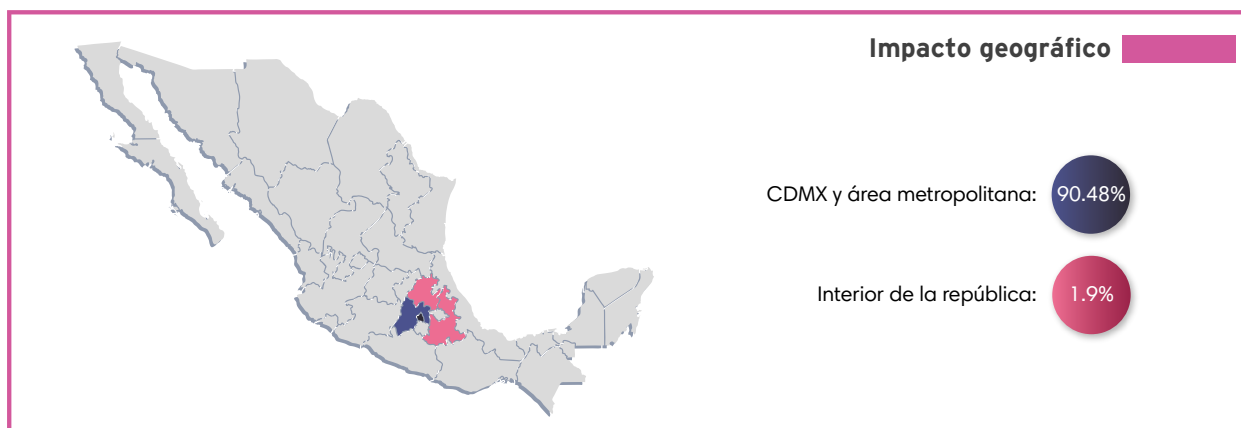 Impacto geográfico
CDMX y área metropolitana: 90.48%
Interior de la república: 1.9%